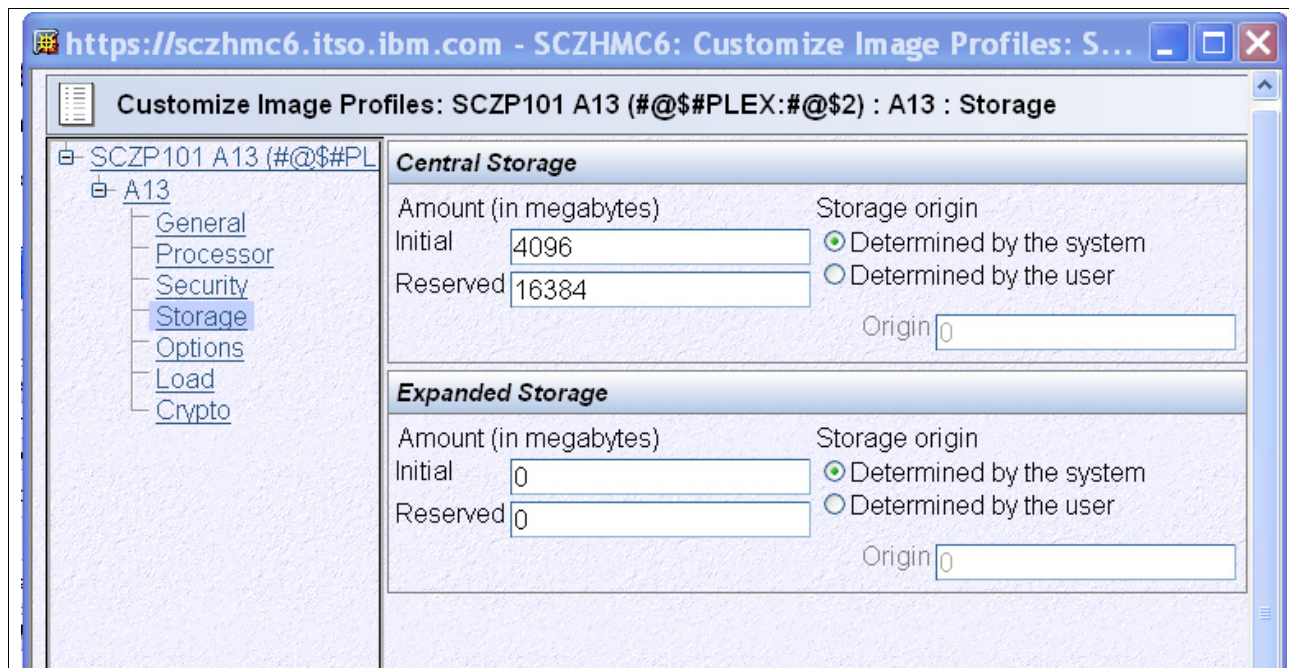 https://sczhmc6.itso.ibm.com - SCZHMC6: Customize Image Profiles: S...
Customize Image Profiles: SCZP101 A13 (#@$#PLEX:#@$2) : A13 : Storage
SCZP101 A13 (#@$#PL
A13
General
Processor
Security
Storage
Options
Load
Crypto
Central Storage
Amount (in megabytes)
Storage origin
Initial 4096
Determined by the system
Reserved 16384
Determined by the user
Origin 0
Expanded Storage
Amount (in megabytes)
Storage origin
Initial 0
Determined by the system
Reserved 0
Determined by the user
Origin 0